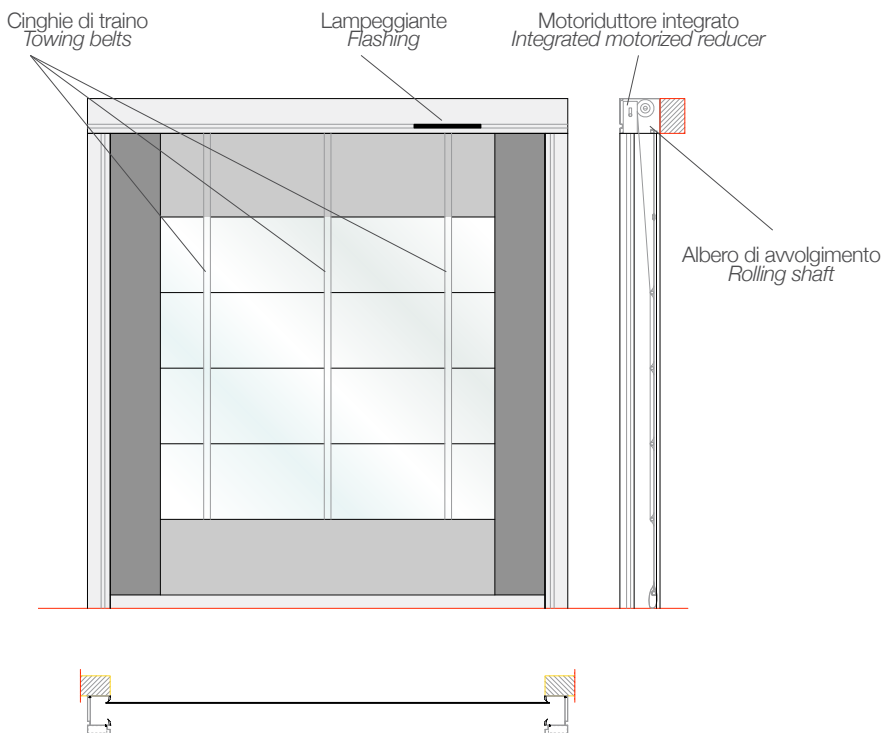 Cinghie di traino
Towing belts
Lampeggiante
Flashing
Motoriduttore integrato
Integrated motorized reducer
Albero di avvolgimento
Rolling shaft